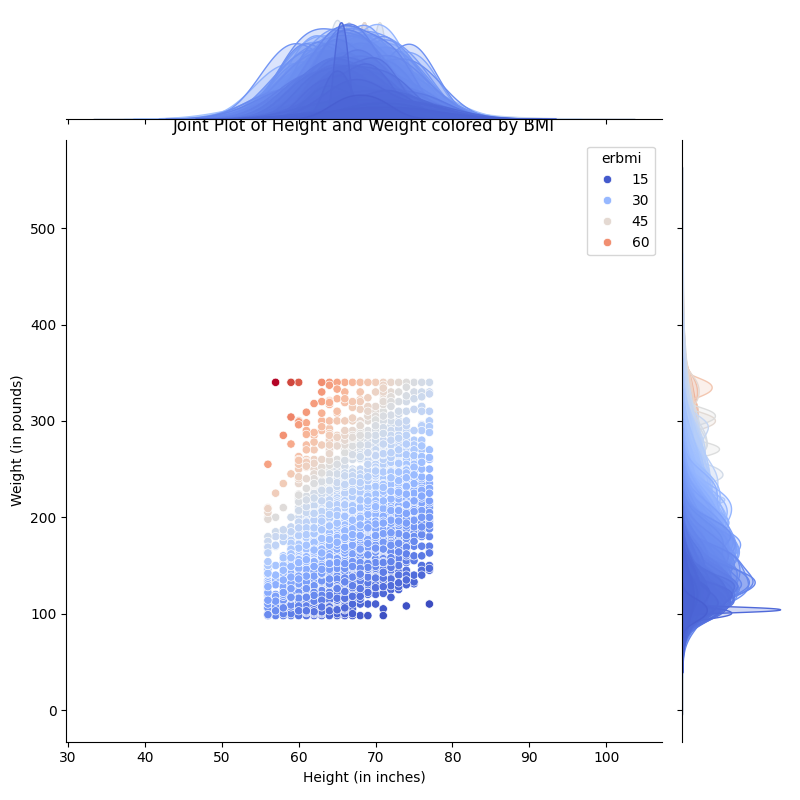 Joint Plot of Height and Weight colored by BMI
erbmi
15
30
45
60
500
400
300
200
100
0
Weight (in pounds)
30 40 50 60 70 80 90 100
Height (in inches)